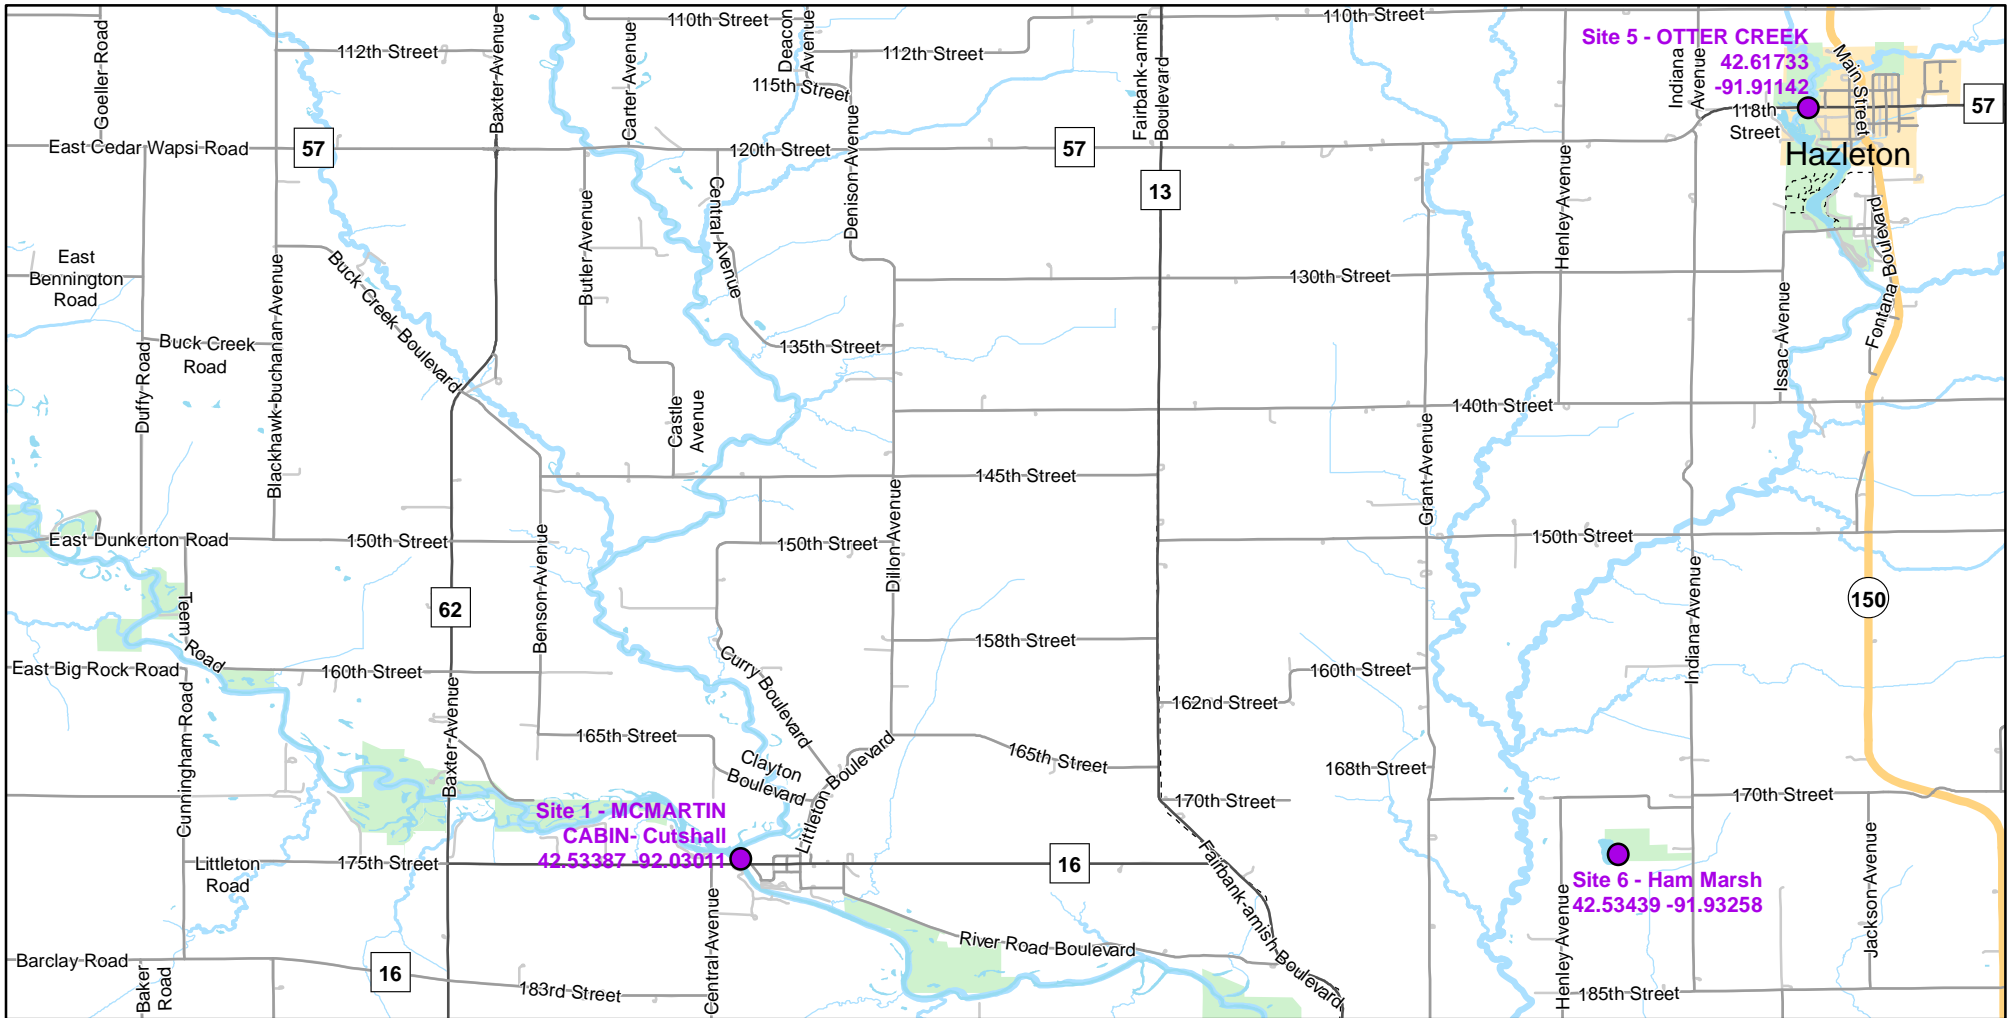 110th Street
110th Street
Goeller Road
112th Street
Baxter Avenue
Carter Avenue
Deacon
Avenue
112th Street
115th Street
Fairbank-amish
Boulevard
Indiana
Avenue
Site 5 - OTTER CREEK
42.61733
-91.91142
Main Street
118th
Street
57
Hazleton
East Cedar Wapsi Road
57
120th Street
57
13
Denison Avenue
Central Avenue
Butler Avenue
Henley Avenue
Fontana Boulevard
East
Bennington
Road
Blackhawk-buchanan Avenue
Buck Creek Boulevard
130th Street
Issac Avenue
Buck Creek
Road
Duffy Road
135th Street
Castle
Avenue
140th Street
Grant Avenue
145th Street
East Dunkerton Road
150th Street
Benson Avenue
150th Street
Dillon Avenue
150th Street
62
150
Teem Road
158th Street
Indiana Avenue
East Big Rock Road
160th Street
Curry Boulevard
160th Street
162nd Street
Cunningham Road
Baxter Avenue
165th Street
Clayton
Boulevard
Littleton Boulevard
165th Street
168th Street
170th Street
170th Street
Site 1 - MCMARTIN
CABIN- Cutshall
42.53387 -92.03011
Littleton
Road
175th Street
16
Fairbank-amish Boulevard
Site 6 - Ham Marsh
42.53439 -91.93258
Henley Avenue
Jackson Avenue
Central Avenue
River Road Boulevard
Barclay Road
Baker
Road
16
183rd Street
185th Street